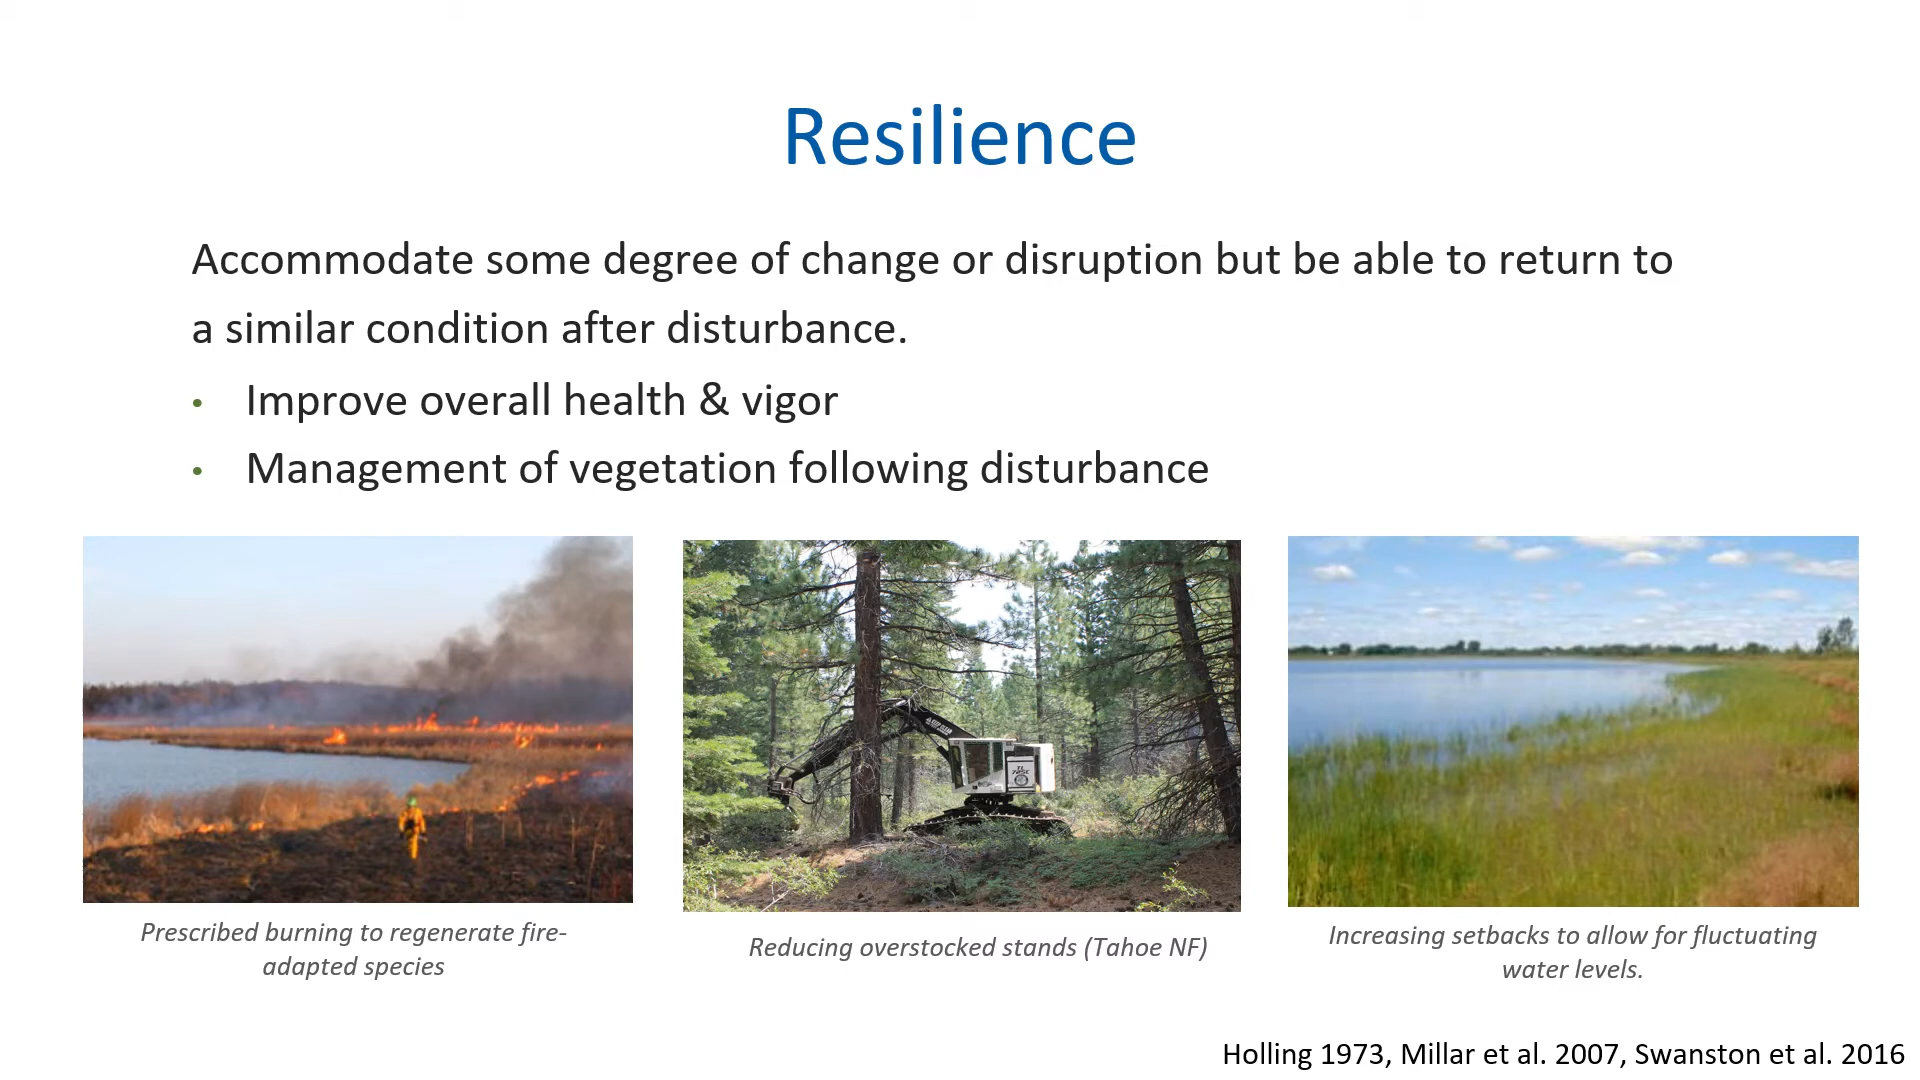 Resilience
Accommodate some degree of change or disruption but be able to return to
a similar condition after disturbance.
• Improve overall health & vigor
• Management of vegetation following disturbance
Prescribed burning to regenerate fire-
adapted species
Reducing overstocked stands (Tahoe NF)
Increasing setbacks to allow for fluctuating
water levels.
Holling 1973, Millar et al. 2007, Swanston et al. 2016